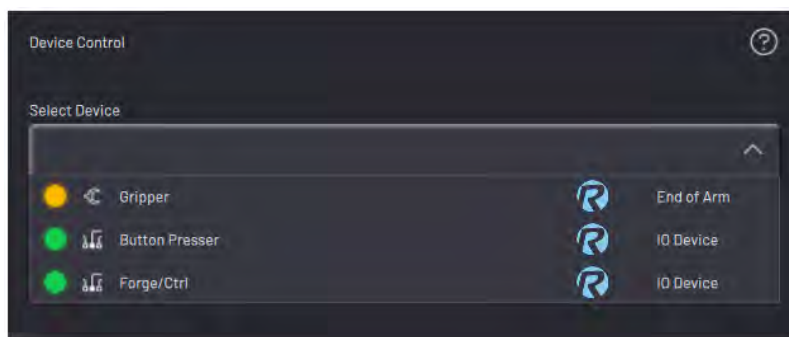 Device Control
?
Select Device
Gripper R End of Arm
Button Presser R IO Device
Forge/Ctrl R IO Device